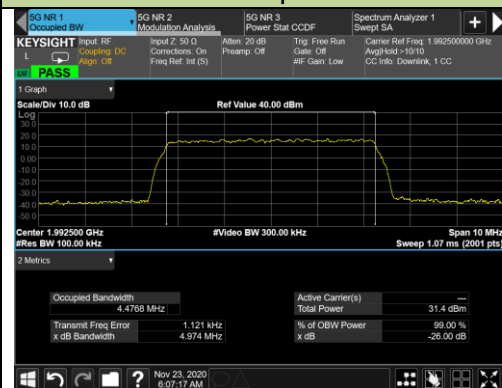 5G NR 1
Occupied BW
5G NR 2
Modulation Analysis
5G NR 3
Power Stat CCDF
Spectrum Analyzer 1
Swept SA
KEYSIGHT
L
Input: RF
Coupling: DC
Align: Off
Input Z: 50 Ω
Corrections: On
Freq Ref: Int (S)
Atten: 20 dB
Preamp: Off
Trig: Free Run
Gate: Off
#IF Gain: Low
Carrier Ref Freq: 1.992500000 GHz
Avg|Hold:>10/10
CC Info: Downlink, 1 CC
PASS
1 Graph
Scale/Div 10.0 dB
Ref Value 40.00 dBm
Log
30.0
20.0
10.0
0.00
-10.0
-20.0
-30.0
-40.0
-50.0
Center 1.992500 GHz
#Res BW 100.00 kHz
#Video BW 300.00 kHz
Span 10 MHz
Sweep 1.07 ms (2001 pts)
2 Metrics
Occupied Bandwidth
4.4768 MHz
Active Carrier(s)
---
Total Power
31.4 dBm
Transmit Freq Error
1.121 kHz
% of OBW Power
99.00 %
x dB Bandwidth
4.974 MHz
x dB
-26.00 dB
?
Nov 23, 2020
6:07:17 AM